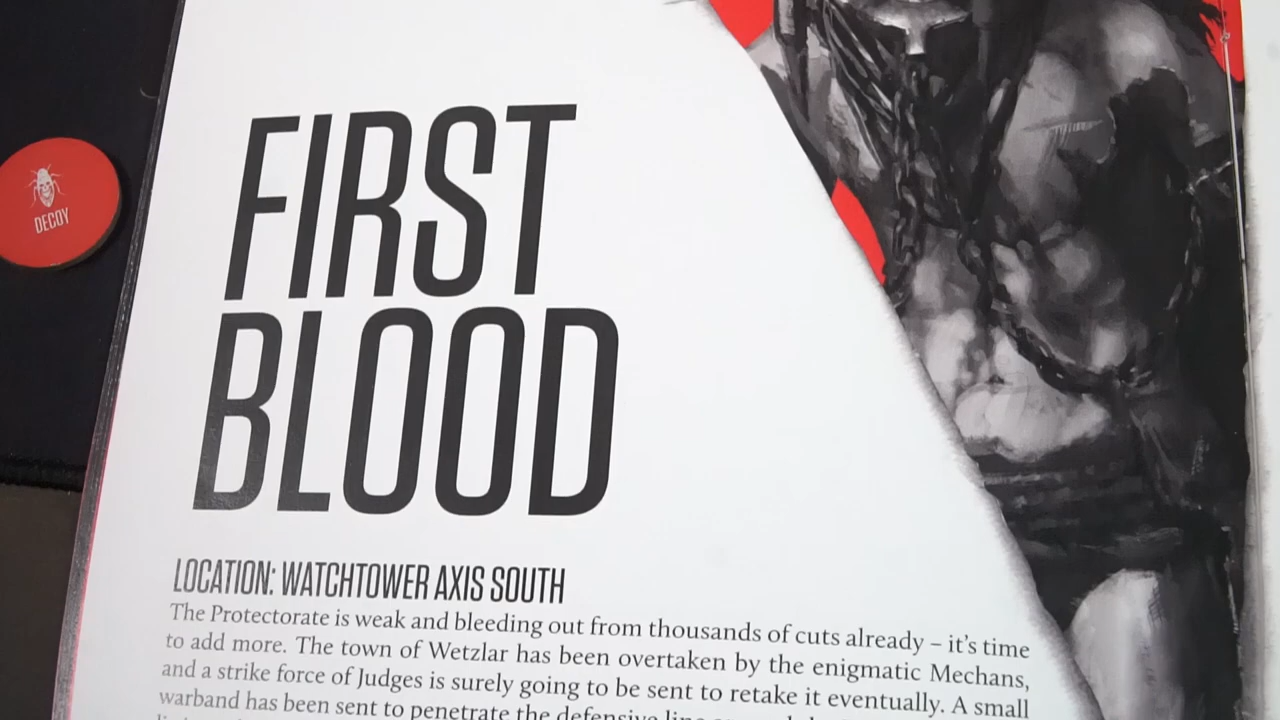 DECOY
FIRST
BLOOD
LOCATION: WATCHTOWER AXIS SOUTH
The Protectorate is weak and bleeding out from thousands of cuts already – it's time
to add more. The town of Wetzlar has been overtaken by the enigmatic Mechans,
and a strike force of Judges is surely going to be sent to retake it eventually. A small
warband has been sent to penetrate the defensive line